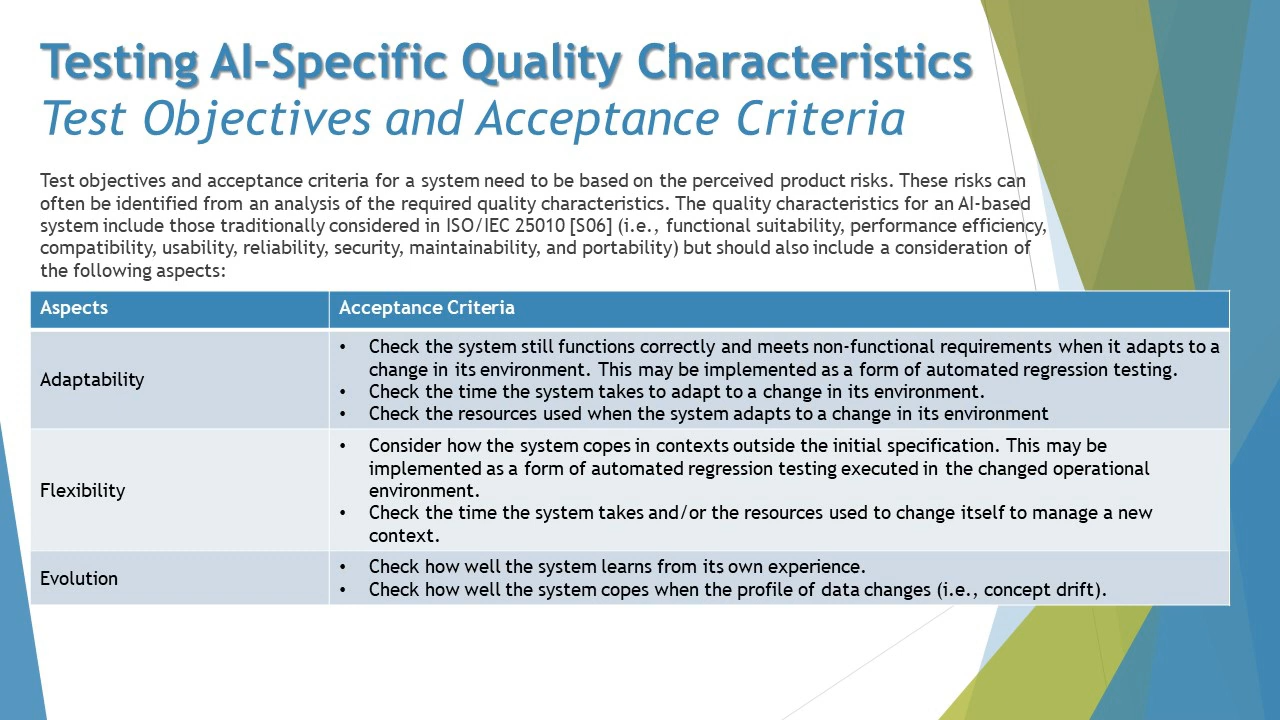 Testing AI-Specific Quality Characteristics
Test Objectives and Acceptance Criteria
Test objectives and acceptance criteria for a system need to be based on the perceived product risks. These risks can
often be identified from an analysis of the required quality characteristics. The quality characteristics for an AI-based
system include those traditionally considered in ISO/IEC 25010 [S06] (i.e., functional suitability, performance efficiency,
compatibility, usability, reliability, security, maintainability, and portability) but should also include a consideration of
the following aspects:
Aspects
Acceptance Criteria
Adaptability
• Check the system still functions correctly and meets non-functional requirements when it adapts to a
change in its environment. This may be implemented as a form of automated regression testing.
• Check the time the system takes to adapt to a change in its environment.
• Check the resources used when the system adapts to a change in its environment
Flexibility
• Consider how the system copes in contexts outside the initial specification. This may be
implemented as a form of automated regression testing executed in the changed operational
environment.
• Check the time the system takes and/or the resources used to change itself to manage a new
context.
Evolution
• Check how well the system learns from its own experience.
• Check how well the system copes when the profile of data changes (i.e., concept drift).